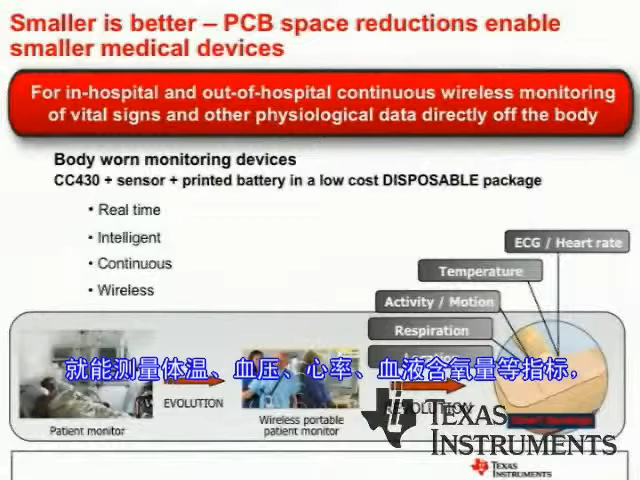 Smaller is better – PCB space reductions enable
smaller medical devices
For in-hospital and out-of-hospital continuous wireless monitoring
of vital signs and other physiological data directly off the body
Body worn monitoring devices
CC430 + sensor + printed battery in a low cost DISPOSABLE package
• Real time
• Intelligent
• Continuous
• Wireless
ECG / Heart rate
Temperature
Activity / Motion
Respiration
就能测量体温、血压、心率、血液含氧量等指标，
EVOLUTION
REVOLUTION
Patient monitor
Wireless portable
patient monitor
TEXAS
INSTRUMENTS
TEXAS
INSTRUMENTS